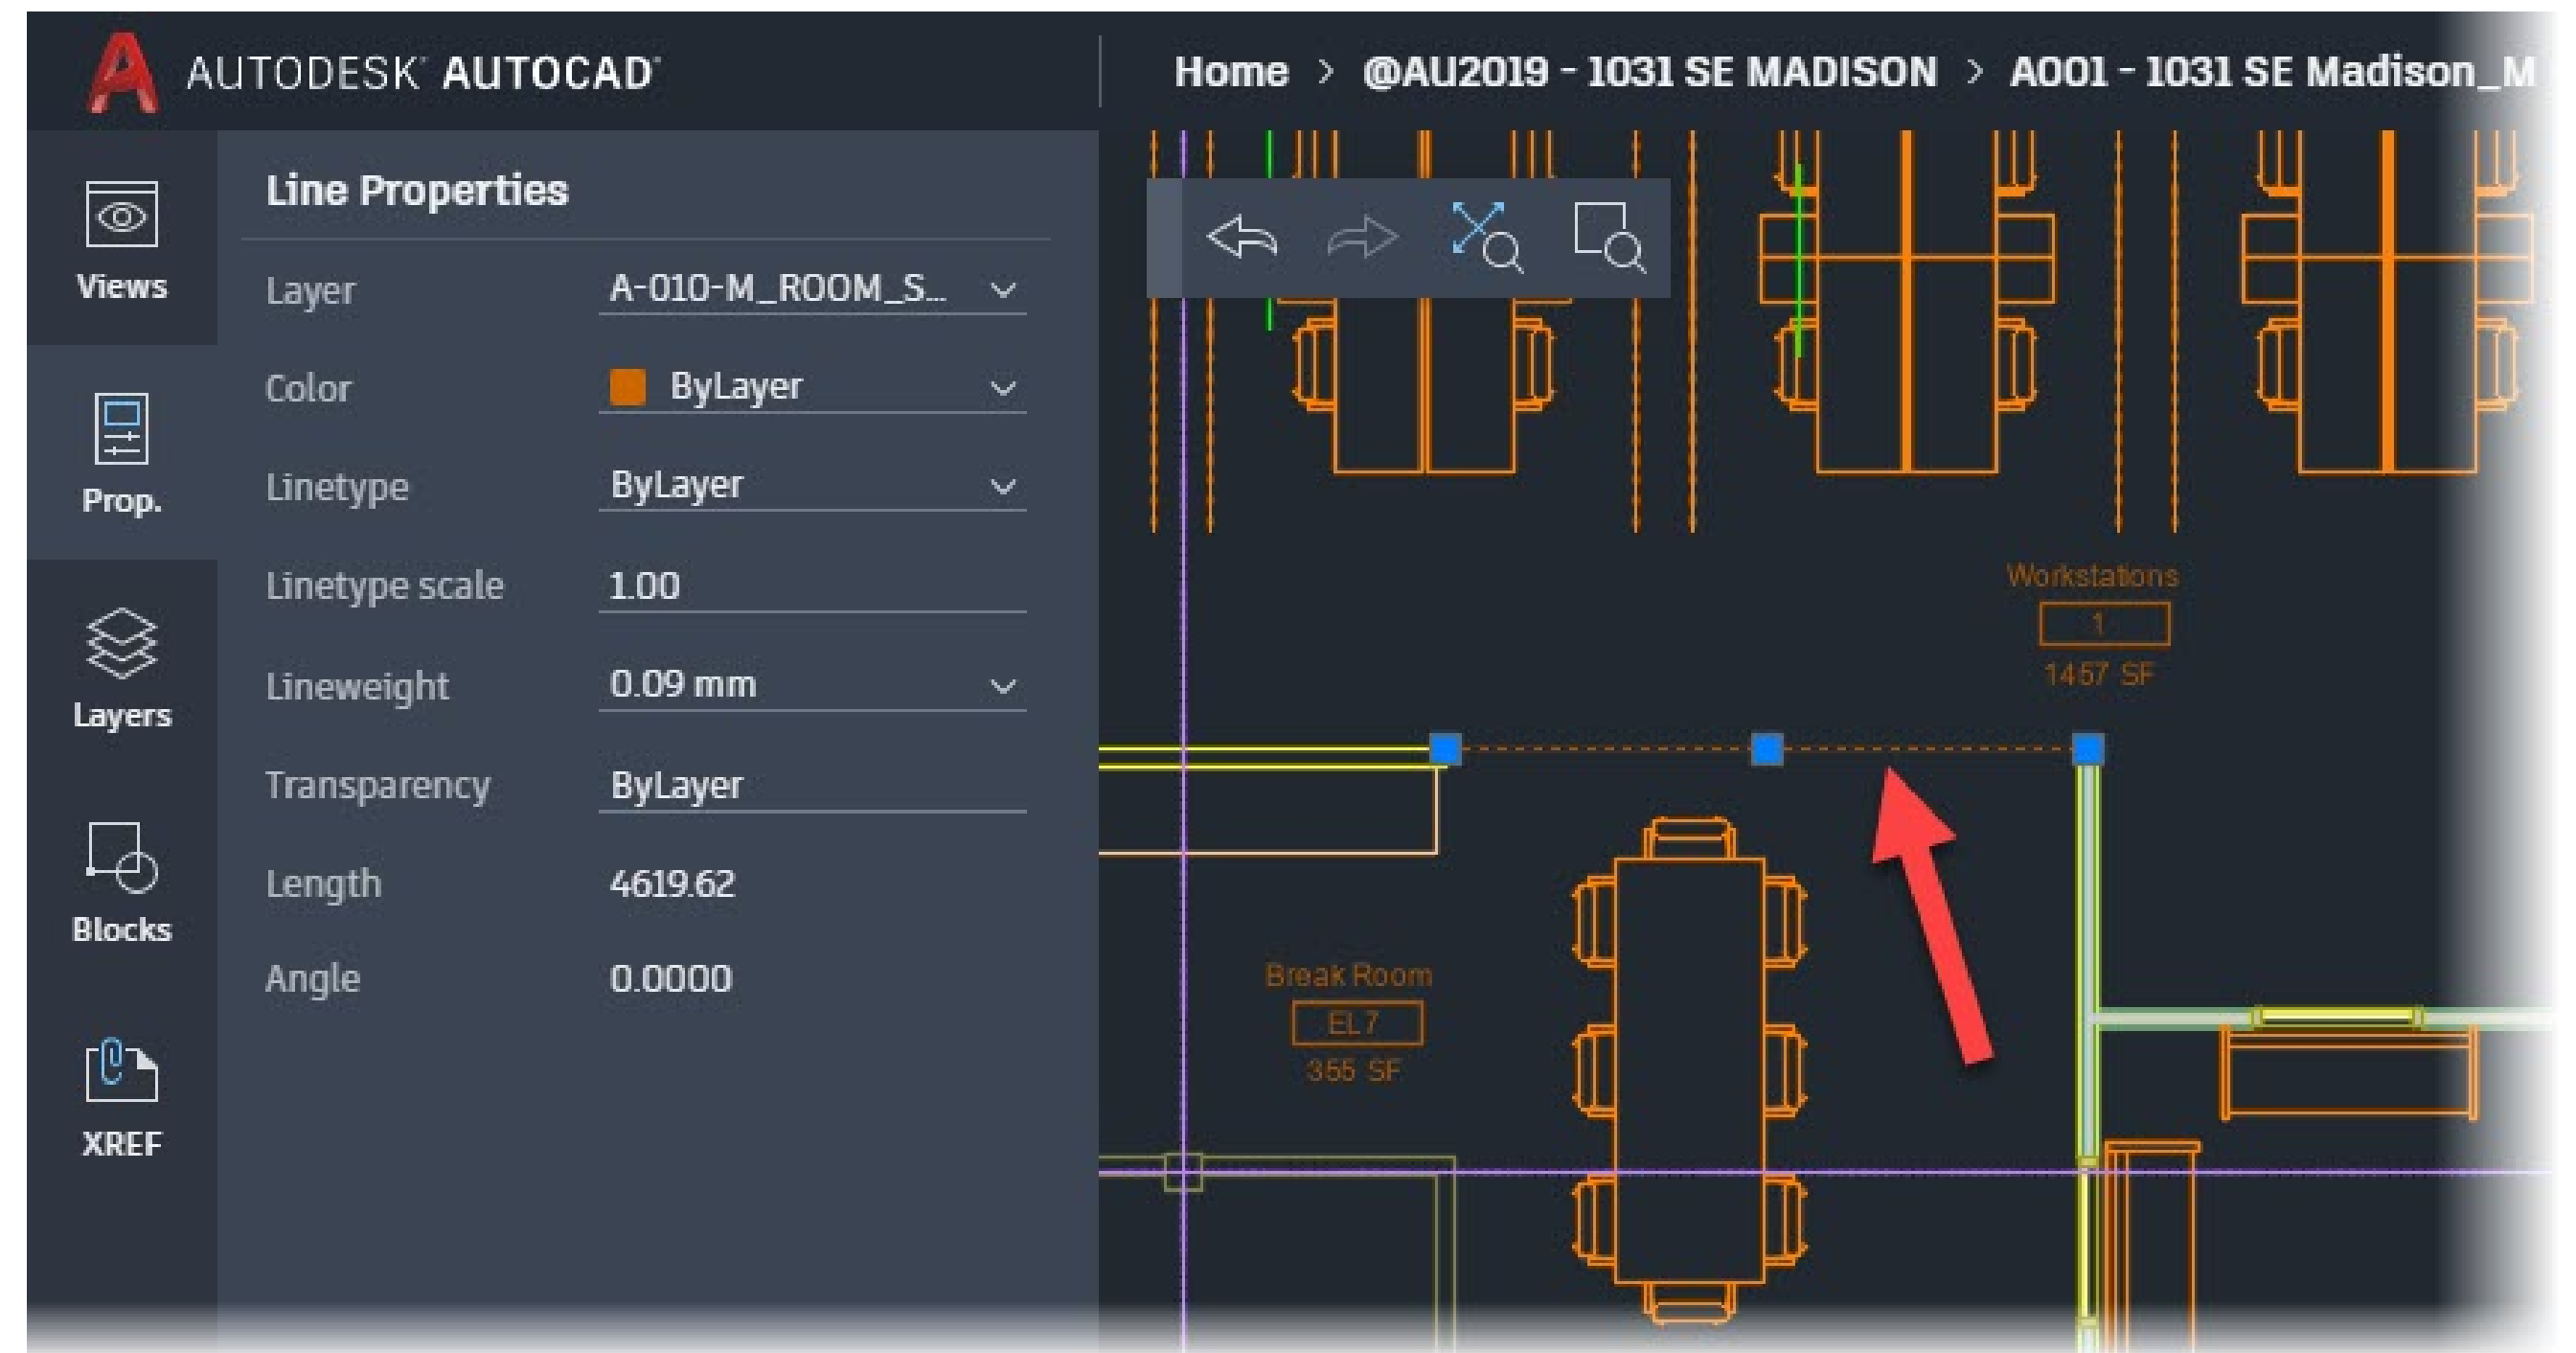 AUTODESK® AUTOCAD®
Home > @AU2019 - 1031 SE MADISON > A001 - 1031 SE Madison_M
Views
Prop.
Layers
Blocks
XREF
Line Properties
Layer A-010-M_ROOM_S...
Color ByLayer
Linetype ByLayer
Linetype scale 1.00
Lineweight 0.09 mm
Transparency ByLayer
Length 4619.62
Angle 0.0000
Workstations
1
1457 SF
Break Room
EL7
355 SF